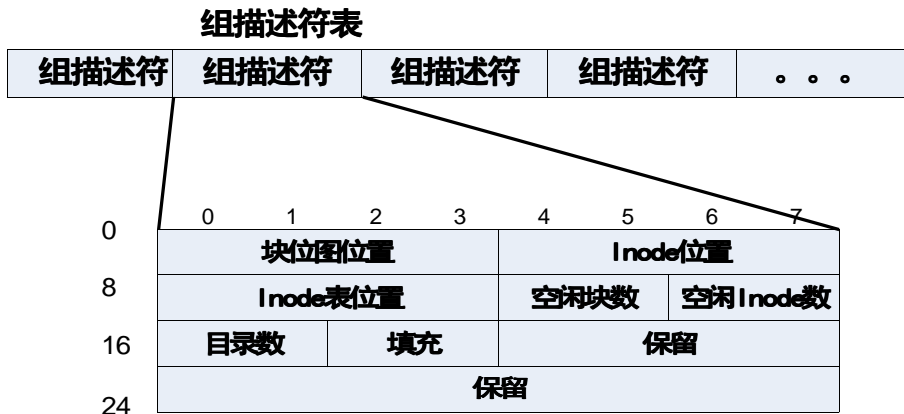 组描述符表
组描述符 组描述符 组描述符 组描述符 。。。
0 1 2 3 4 5 6 7
0 块位图位置 Inode位置
8 Inode表位置 空闲块数 空闲Inode数
16 目录数 填充 保留
24 保留